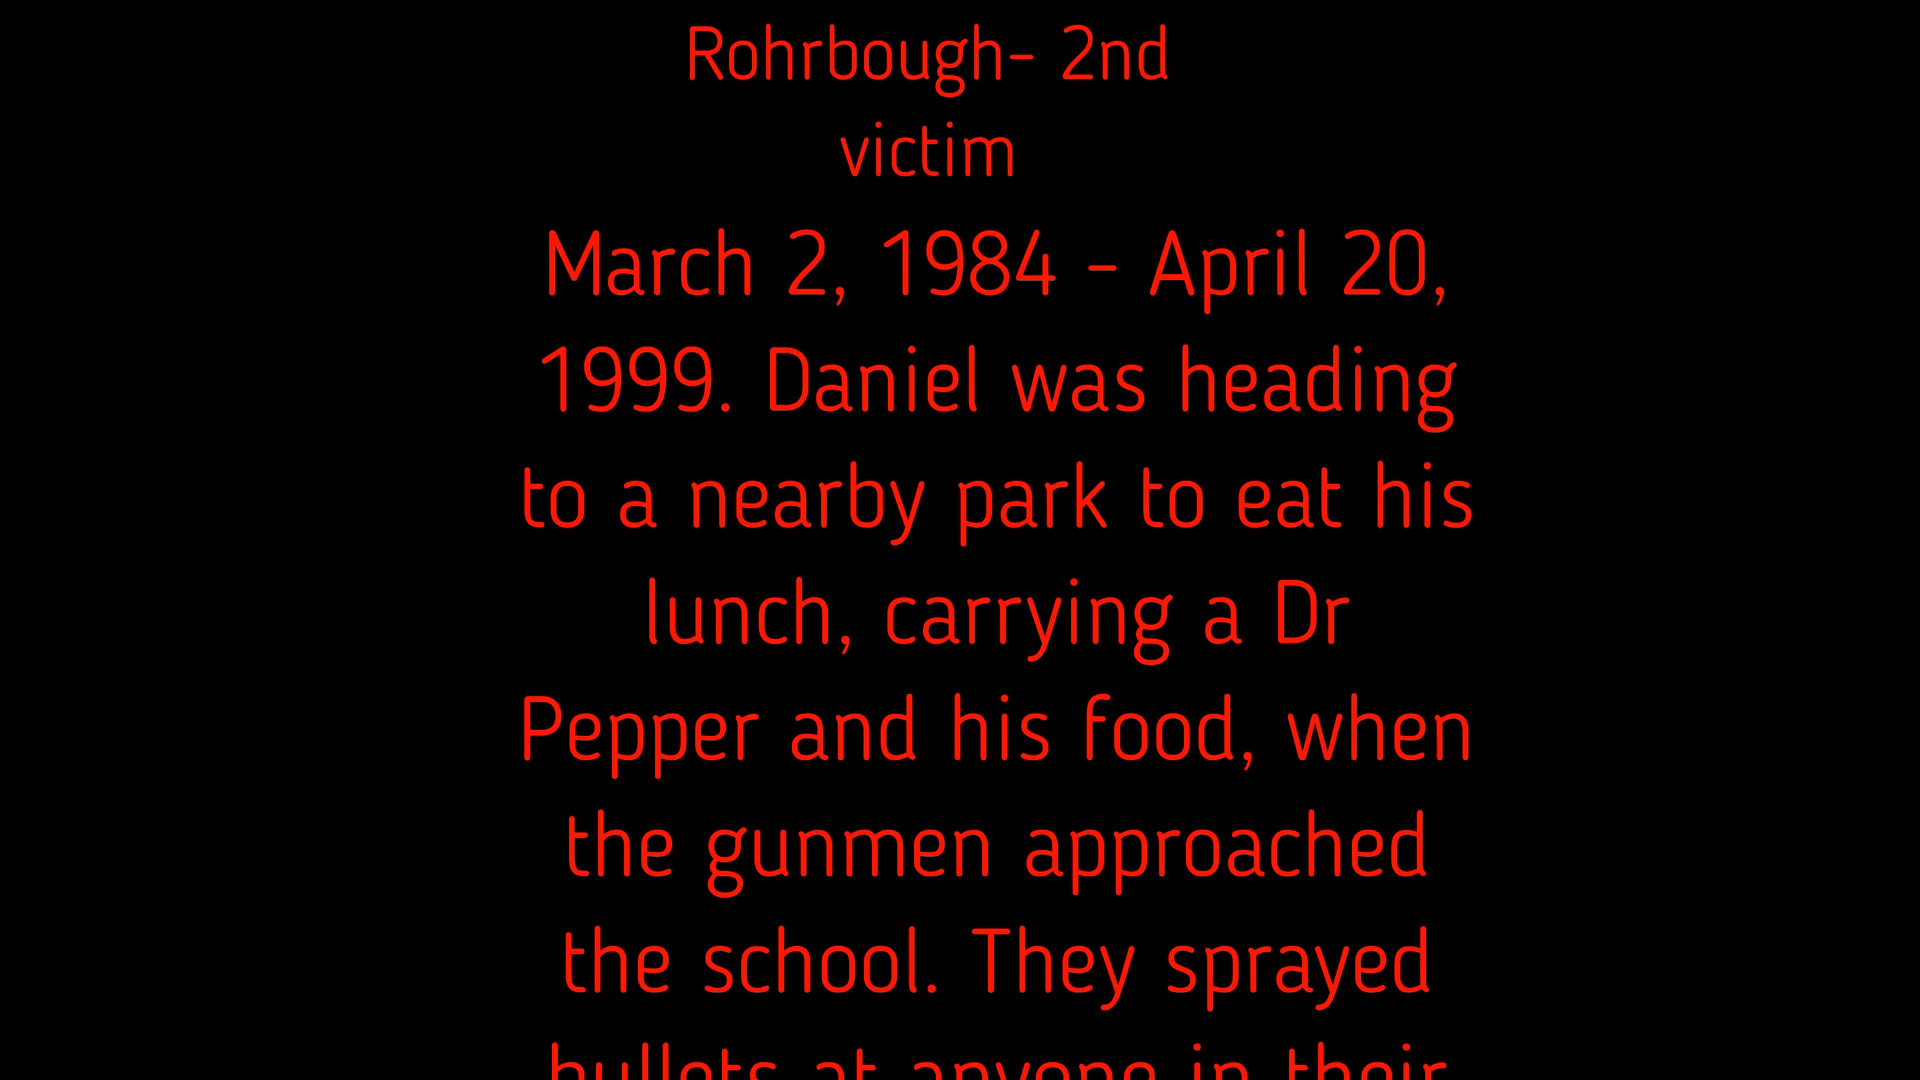 Rohrbough- 2nd
victim
March 2, 1984 - April 20,
1999. Daniel was heading
to a nearby park to eat his
lunch, carrying a Dr
Pepper and his food, when
the gunmen approached
the school. They sprayed
bullets at anyone in their